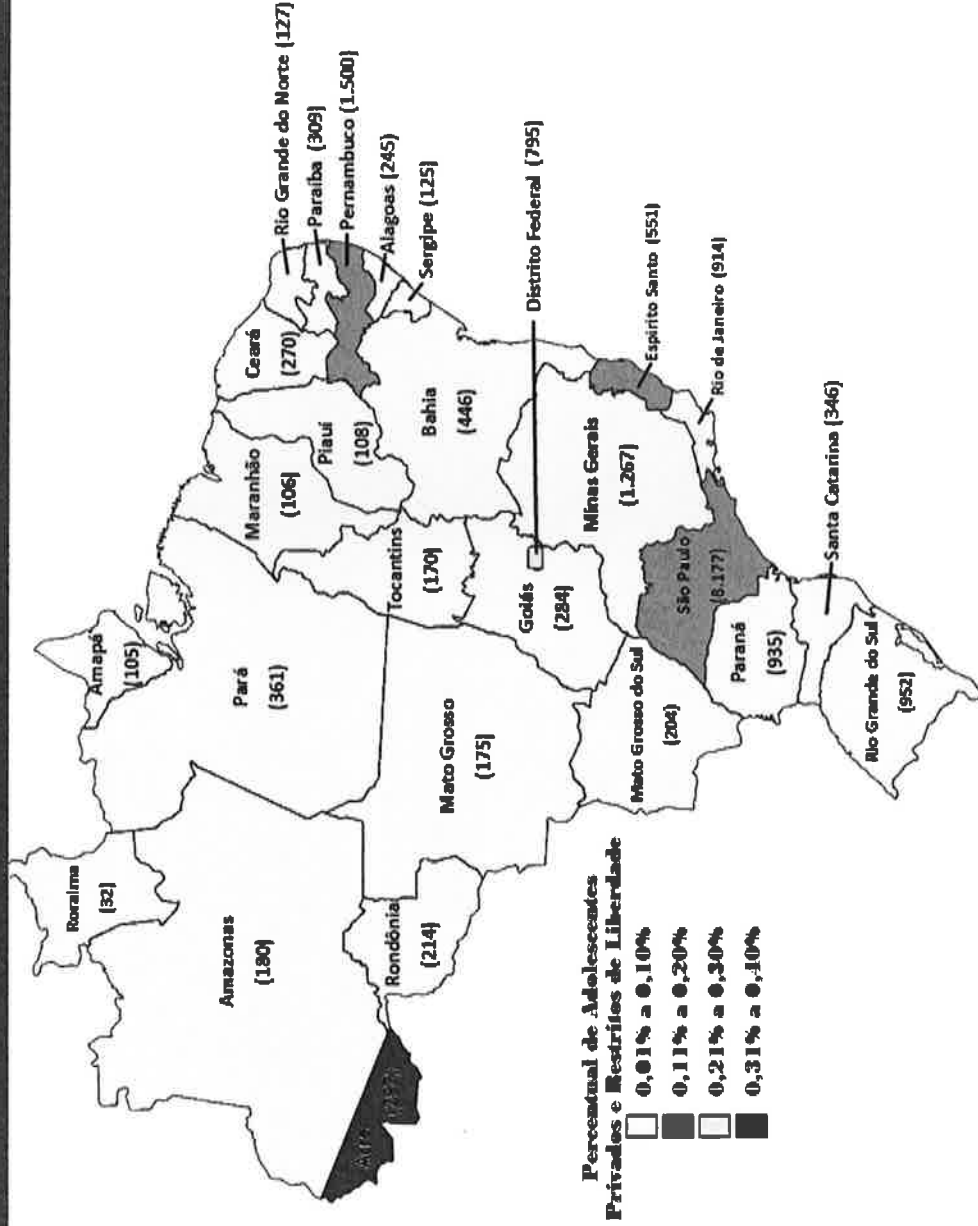 Roraima
(32)
Amapá
(105)
Amazonas
(180)
Pará
(361)
Maranhão
(106)
Ceará
(270)
Rio Grande do Norte (127)
Paraíba (309)
Pernambuco (1.500)
Alagoas (245)
Sergipe (125)
Piauí
(108)
Tocantins
(170)
Bahia
(446)
Acre
Rondônia
(214)
Mato Grosso
(175)
Goiás
(284)
Distrito Federal (795)
Minas Gerais
(1.267)
Espírito Santo (551)
Rio de Janeiro (914)
Mato Grosso do Sul
(204)
São Paulo
(8.177)
Paraná
(935)
Santa Catarina (346)
Rio Grande do Sul
(952)
Percentual de Adolescentes
Privados e Restritos de Liberdade
0,01% a 0,10%
0,11% a 0,20%
0,21% a 0,30%
0,31% a 0,40%